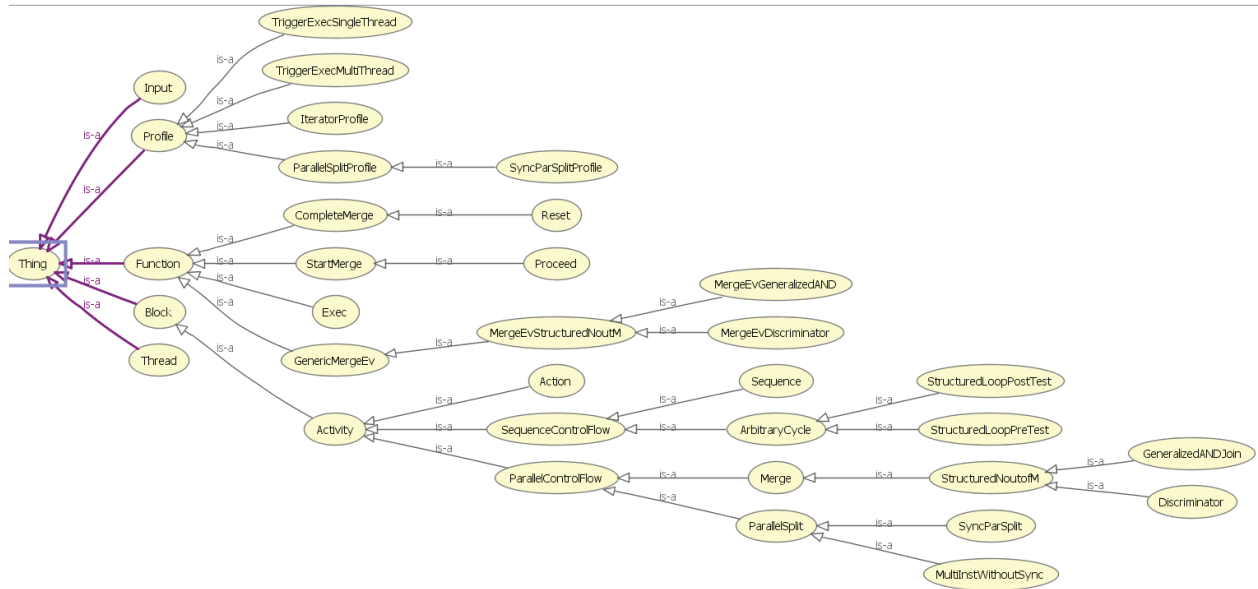 TriggerExecSingleThread
is-a
TriggerExecMultiThread
is-a
Input
is-a
IteratorProfile
is-a
Profile
is-a
ParallelSplitProfile
is-a
SyncParSplitProfile
is-a
CompleteMerge
is-a
Reset
is-a
Thing
is-a
Function
is-a
StartMerge
is-a
Proceed
is-a
Block
is-a
Exec
is-a
MergeEvGeneralizedAND
is-a
MergeEvStructuredNoutM
is-a
MergeEvDiscriminator
Thread
is-a
GenericMergeEv
is-a
is-a
Action
Sequence
StructuredLoopPostTest
is-a
is-a
is-a
Activity
is-a
SequenceControlFlow
is-a
ArbitraryCycle
is-a
StructuredLoopPreTest
GeneralizedANDJoin
is-a
is-a
ParallelControlFlow
is-a
Merge
is-a
StructuredNoutofM
is-a
Discriminator
is-a
ParallelSplit
is-a
SyncParSplit
is-a
MultiInstWithoutSync